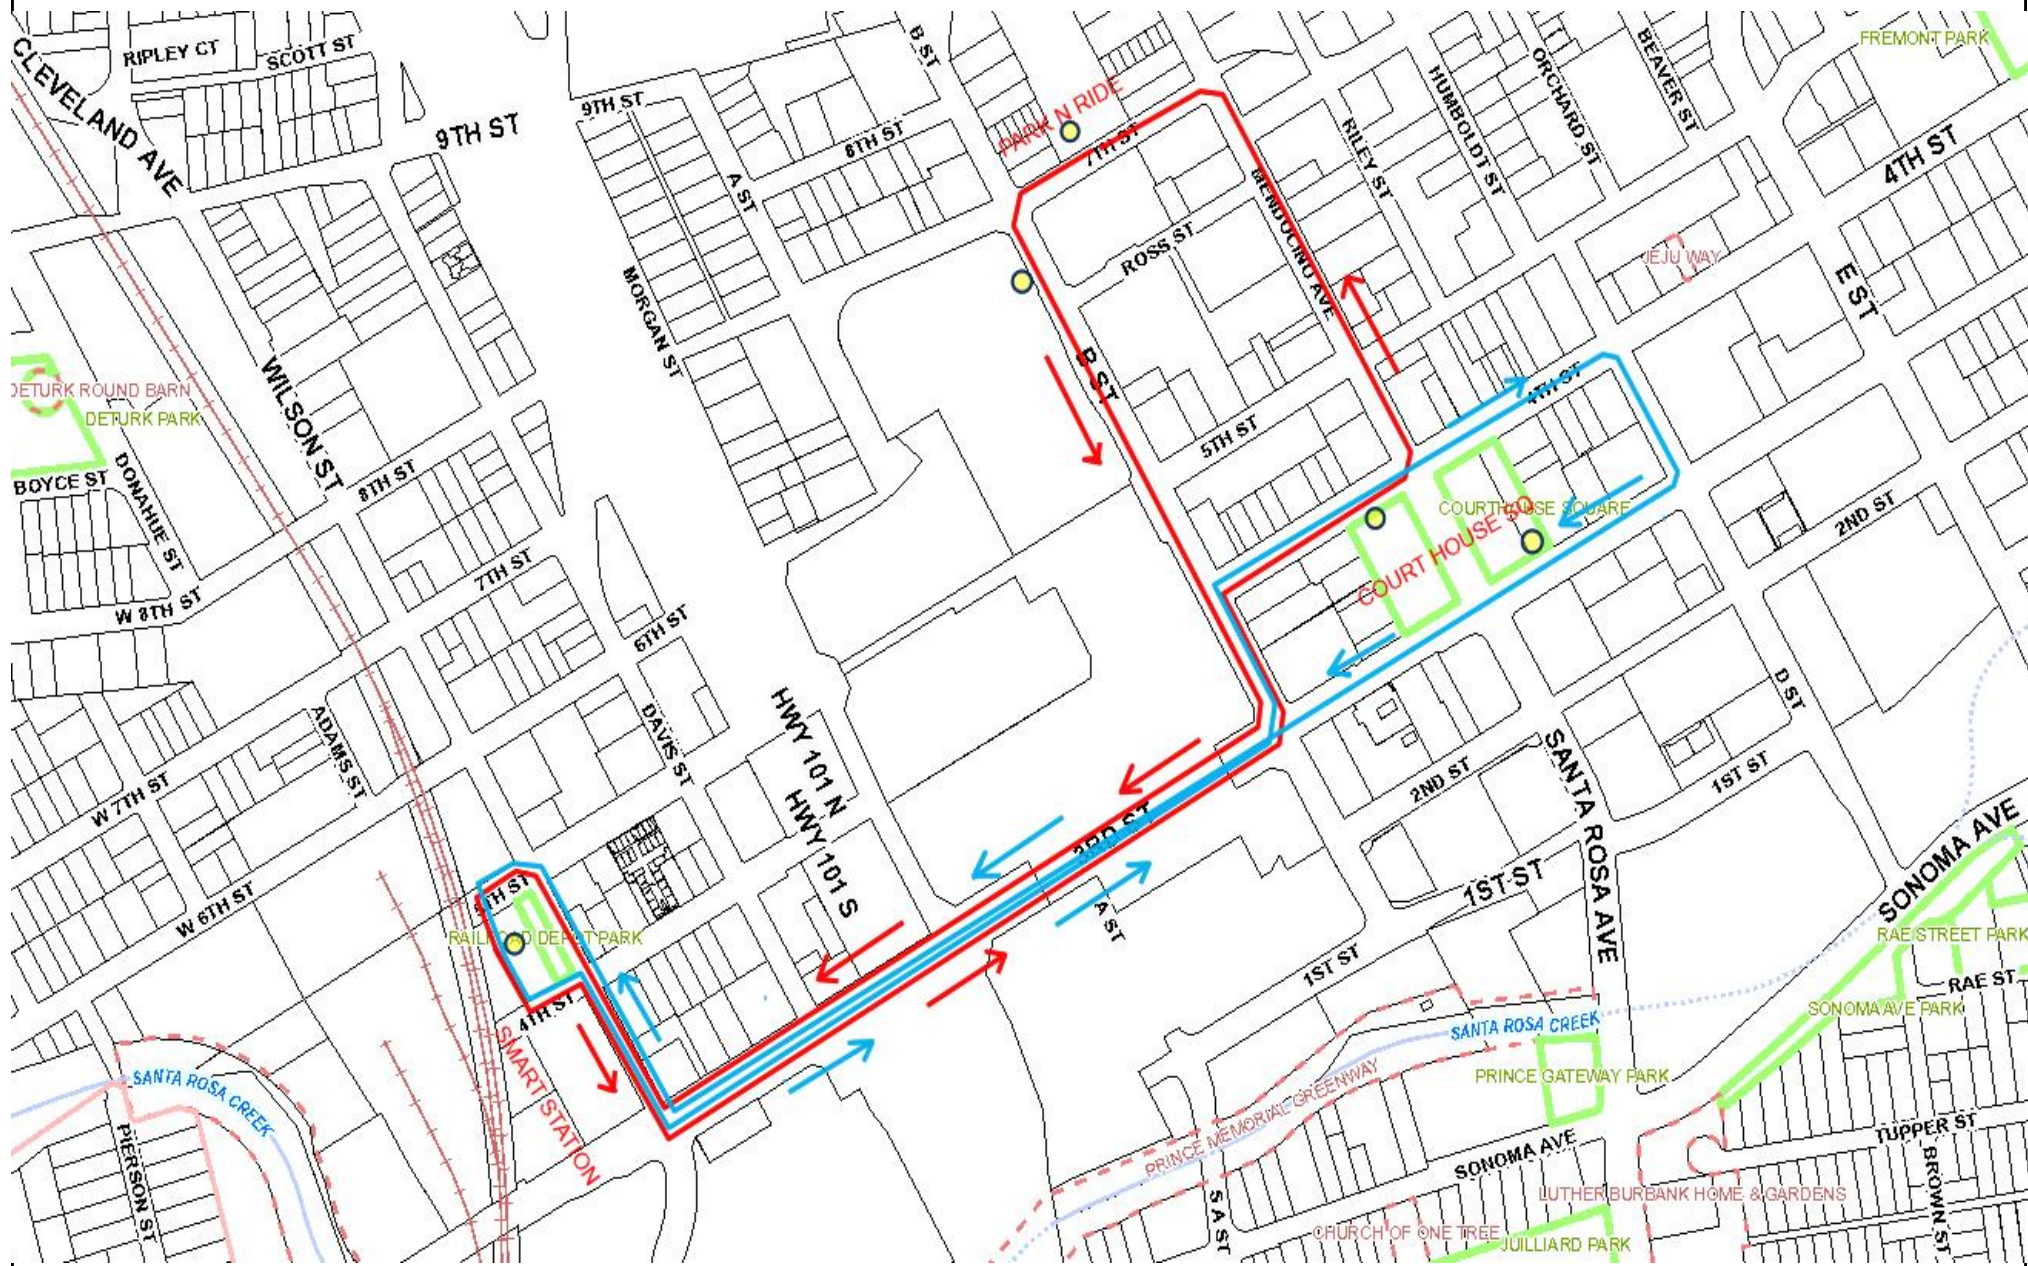 RIPLEY CT
SCOTT ST
B ST
FREMONT PARK
CLEVELAND AVE
9TH ST
9TH ST
PARK N RIDE
HUMBOLDT ST
ORCHARD ST
BEAVER ST
4TH ST
8TH ST
7TH ST
RILEY ST
A ST
MENDOCINO AVE
ROSS ST
JEJU WAY
E ST
MORGAN ST
DETURK ROUND BARN
DETURK PARK
WILSON ST
B ST
4TH ST
5TH ST
BOYCE ST
DONAHUE ST
8TH ST
COURTHOUSE SQUARE
COURT HOUSE SQ
2ND ST
7TH ST
W 8TH ST
6TH ST
D ST
ADAMS ST
DAVIS ST
HWY 101 N
HWY 101 S
W 7TH ST
2ND ST
SANTA ROSA AVE
1ST ST
3RD ST
SONOMA AVE
W 6TH ST
5TH ST
1ST ST
A ST
RAILROAD DEPOT PARK
RAE STREET PARK
1ST ST
RAE ST
4TH ST
SONOMA AVE PARK
SANTA ROSA CREEK
SMART STATION
SANTA ROSA CREEK
PRINCE GATEWAY PARK
PRINCE MEMORIAL GREENWAY
PIERSON ST
SONOMA AVE
TUPPER ST
BROWN ST
LUTHER BURBANK HOME & GARDENS
S A ST
CHURCH OF ONE TREE
JUILLIARD PARK